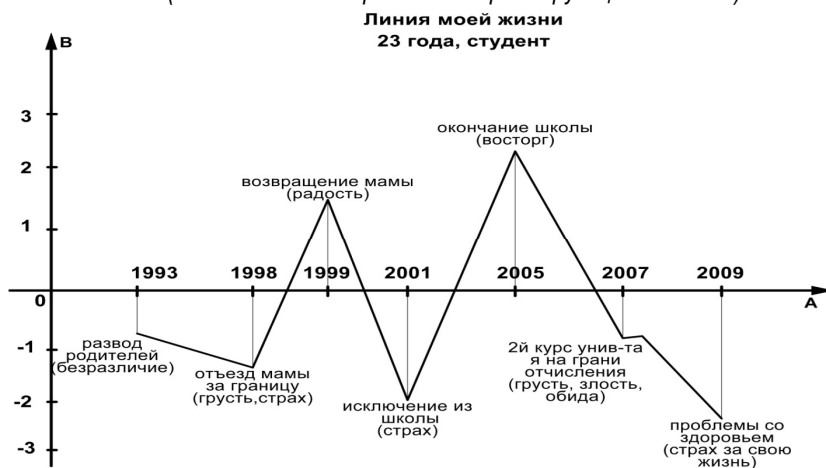 Линия моей жизни
23 года, студент
В
3
окончание школы
(восторг)
2
возвращение мамы
(радость)
1
1993
1998
1999
2001
2005
2007
2009
0
А
развод
родителей
(безразличие)
-1
отъезд мамы
за границу
(грусть,страх)
2й курс унив-та
я на грани
отчисления
(грусть, злость,
обида)
-2
исключение из
школы
(страх)
проблемы со
здоровьем
(страх за свою
жизнь)
-3